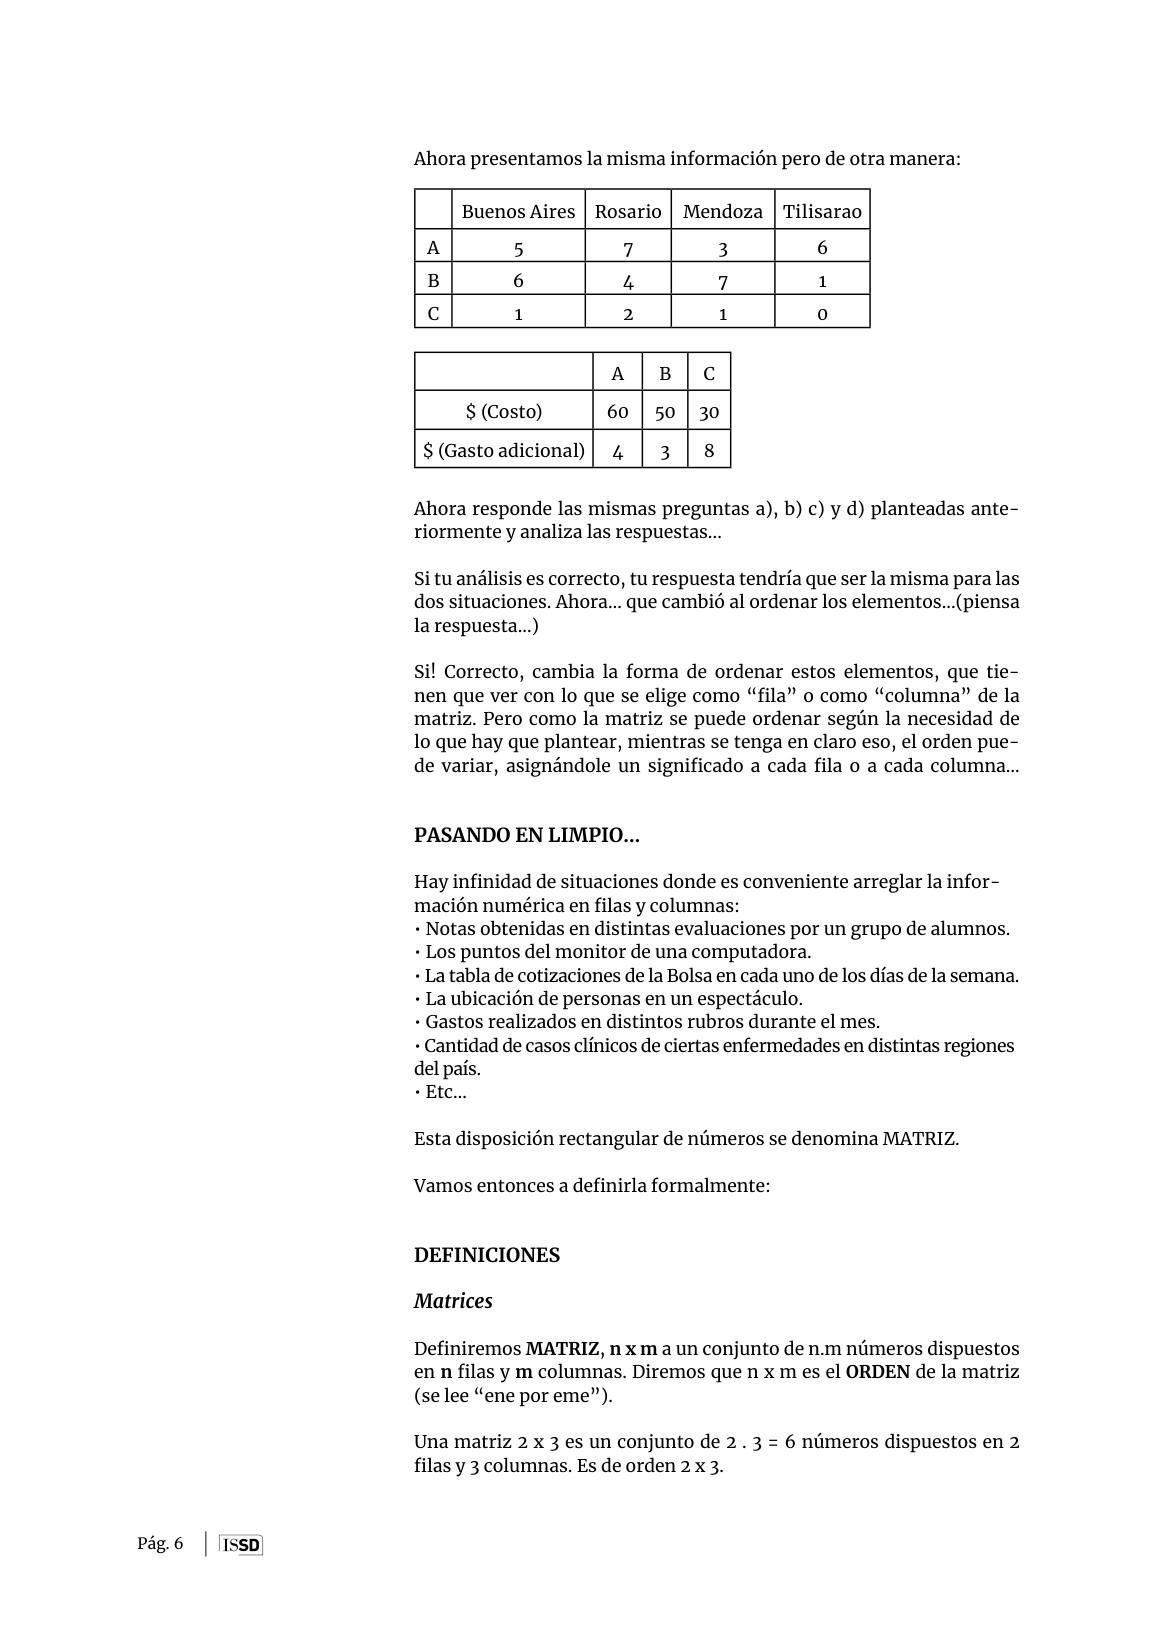 Ahora presentamos la misma información pero de otra manera:
Buenos Aires Rosario Mendoza Tilisarao
A 5 7 3 6
B 6 4 7 1
C 1 2 1 0
A B C
$ (Costo) 60 50 30
$ (Gasto adicional) 4 3 8
Ahora responde las mismas preguntas a), b) c) y d) planteadas ante-
riormente y analiza las respuestas...
Si tu análisis es correcto, tu respuesta tendría que ser la misma para las
dos situaciones. Ahora... que cambió al ordenar los elementos...(piensa
la respuesta...)
Si! Correcto, cambia la forma de ordenar estos elementos, que tie-
nen que ver con lo que se elige como “fila” o como “columna” de la
matriz. Pero como la matriz se puede ordenar según la necesidad de
lo que hay que plantear, mientras se tenga en claro eso, el orden pue-
de variar, asignándole un significado a cada fila o a cada columna...
PASANDO EN LIMPIO...
Hay infinidad de situaciones donde es conveniente arreglar la infor-
mación numérica en filas y columnas:
• Notas obtenidas en distintas evaluaciones por un grupo de alumnos.
• Los puntos del monitor de una computadora.
• La tabla de cotizaciones de la Bolsa en cada uno de los días de la semana.
• La ubicación de personas en un espectáculo.
• Gastos realizados en distintos rubros durante el mes.
• Cantidad de casos clínicos de ciertas enfermedades en distintas regiones
del país.
• Etc...
Esta disposición rectangular de números se denomina MATRIZ.
Vamos entonces a definirla formalmente:
DEFINICIONES
Matrices
Definiremos MATRIZ, n x m a un conjunto de n.m números dispuestos
en n filas y m columnas. Diremos que n x m es el ORDEN de la matriz
(se lee “ene por eme”).
Una matriz 2 x 3 es un conjunto de 2 . 3 = 6 números dispuestos en 2
filas y 3 columnas. Es de orden 2 x 3.
Pág. 6 ISSD